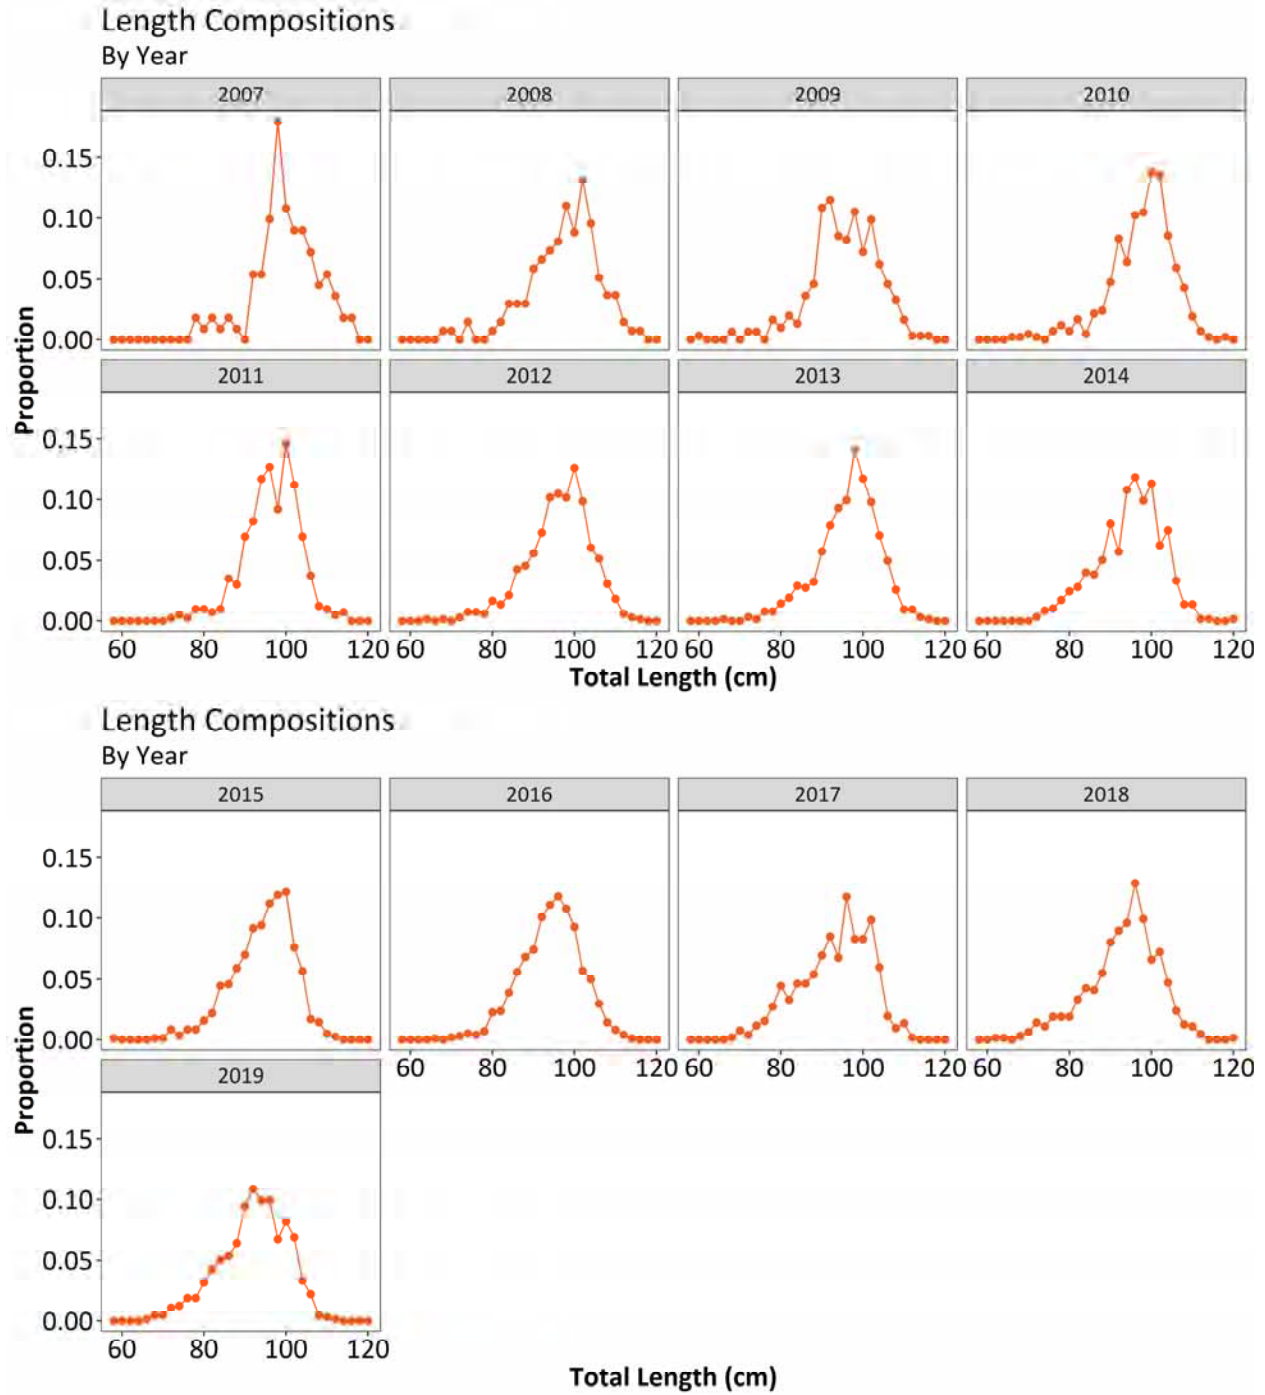 Length Compositions
By Year
2007 2008 2009 2010
0.15
0.10
0.05
0.00
2011 2012 2013 2014
0.15
0.10
0.05
0.00
Proportion
60 80 100 120 60 80 100 120 60 80 100 120 60 80 100 120
Total Length (cm)
Length Compositions
By Year
2015 2016 2017 2018
0.15
0.10
0.05
0.00
60 80 100 120 60 80 100 120 60 80 100 120
2019
Proportion
0.15
0.10
0.05
0.00
60 80 100 120
Total Length (cm)